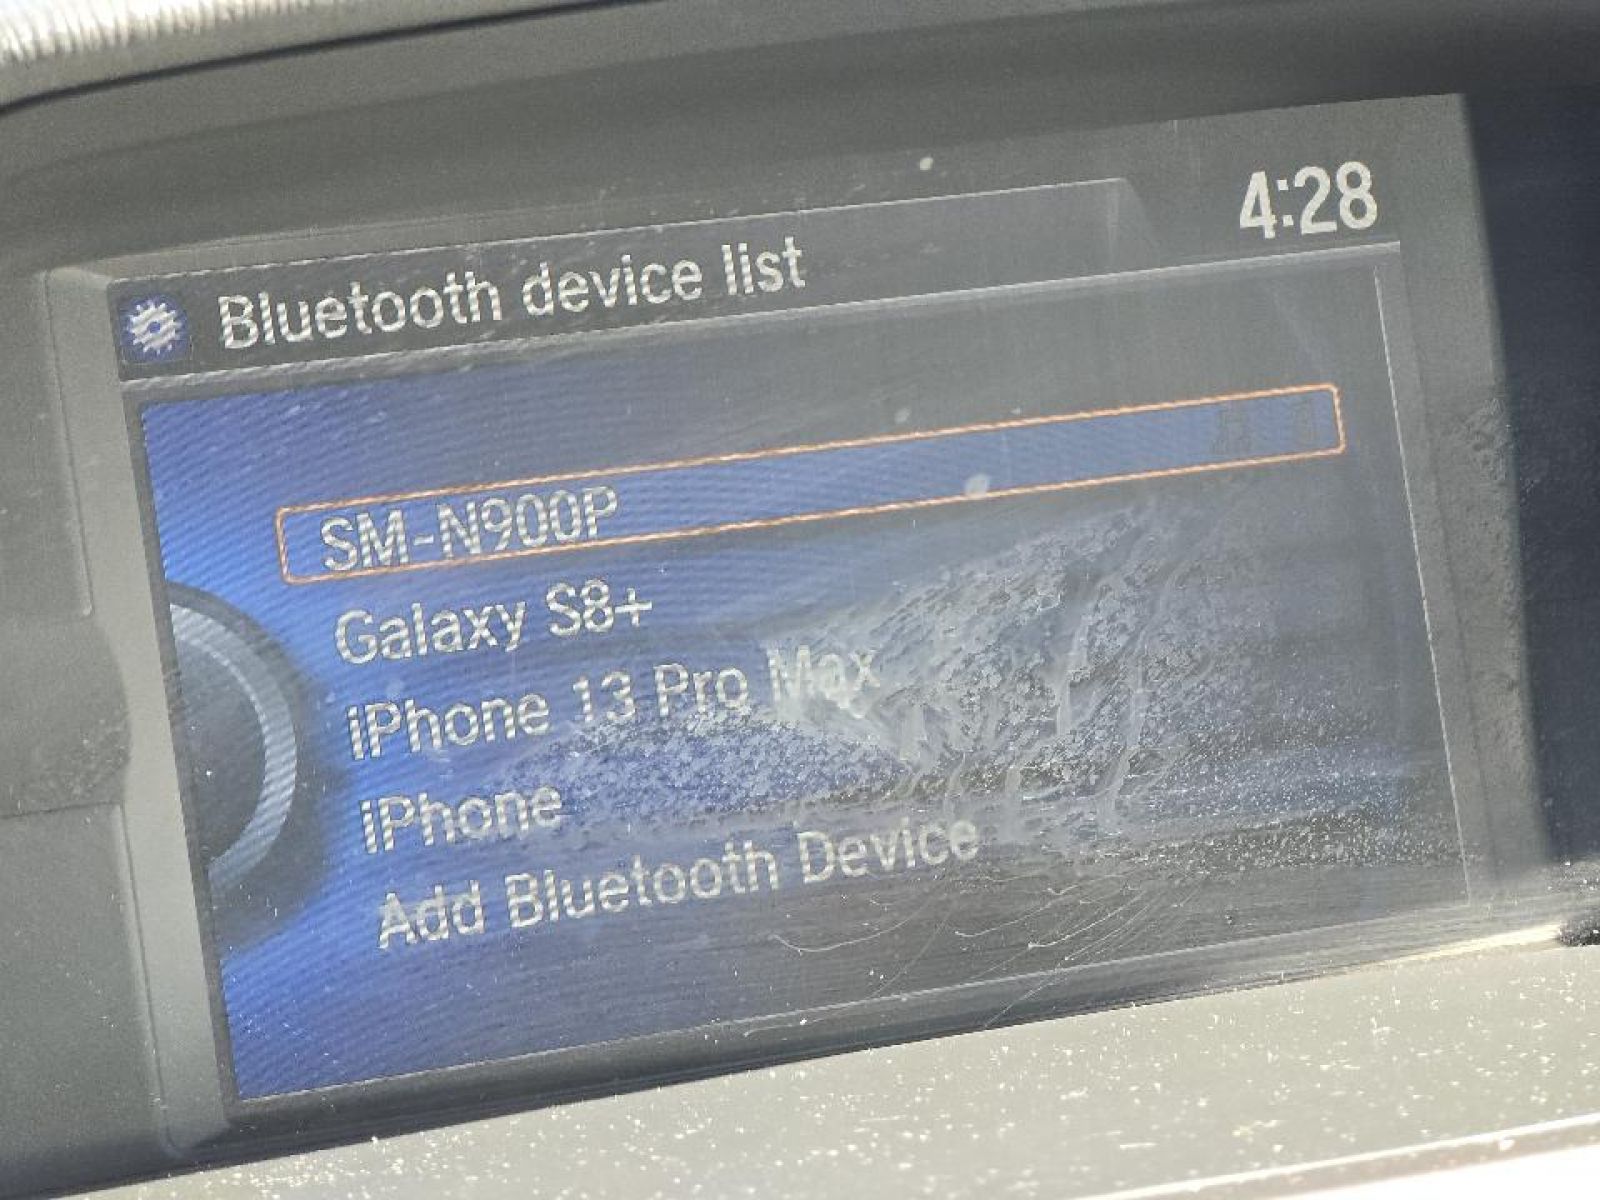 4:28
Bluetooth device list
SM-N900P
Galaxy S8+
iPhone 13 Pro Max
iPhone
Add Bluetooth Device